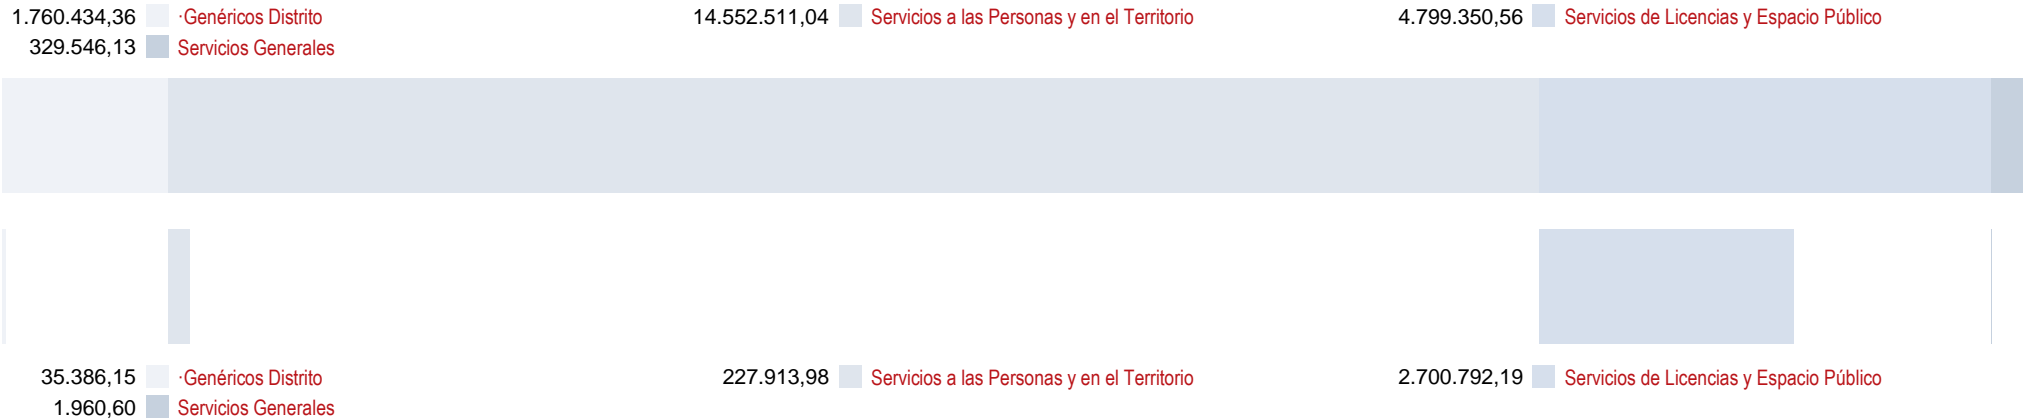 1.760.434,36 ·Genéricos Distrito 14.552.511,04 Servicios a las Personas y en el Territorio 4.799.350,56 Servicios de Licencias y Espacio Público
329.546,13 Servicios Generales
35.386,15 ·Genéricos Distrito 227.913,98 Servicios a las Personas y en el Territorio 2.700.792,19 Servicios de Licencias y Espacio Público
1.960,60 Servicios Generales